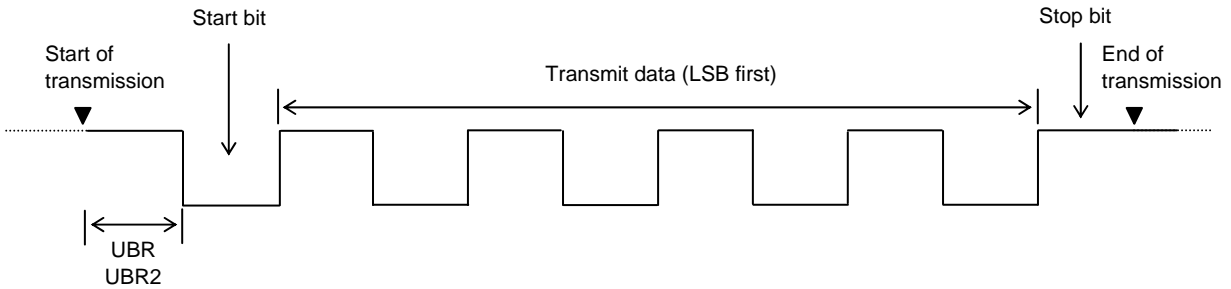 Start bit
Stop bit
Start of
transmission
Transmit data (LSB first)
End of
transmission
UBR
UBR2